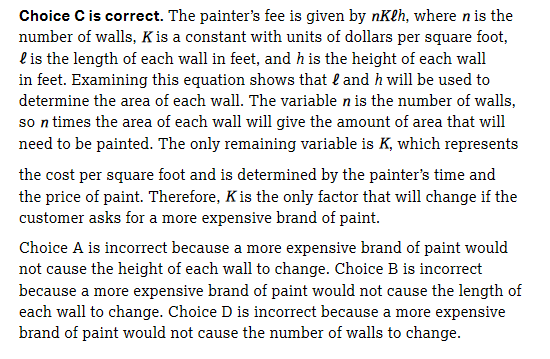 Choice C is correct. The painter's fee is given by nKℓh, where n is the
number of walls, K is a constant with units of dollars per square foot,
ℓ is the length of each wall in feet, and h is the height of each wall
in feet. Examining this equation shows that ℓ and h will be used to
determine the area of each wall. The variable n is the number of walls,
so n times the area of each wall will give the amount of area that will
need to be painted. The only remaining variable is K, which represents
the cost per square foot and is determined by the painter's time and
the price of paint. Therefore, K is the only factor that will change if the
customer asks for a more expensive brand of paint.
Choice A is incorrect because a more expensive brand of paint would
not cause the height of each wall to change. Choice B is incorrect
because a more expensive brand of paint would not cause the length of
each wall to change. Choice D is incorrect because a more expensive
brand of paint would not cause the number of walls to change.